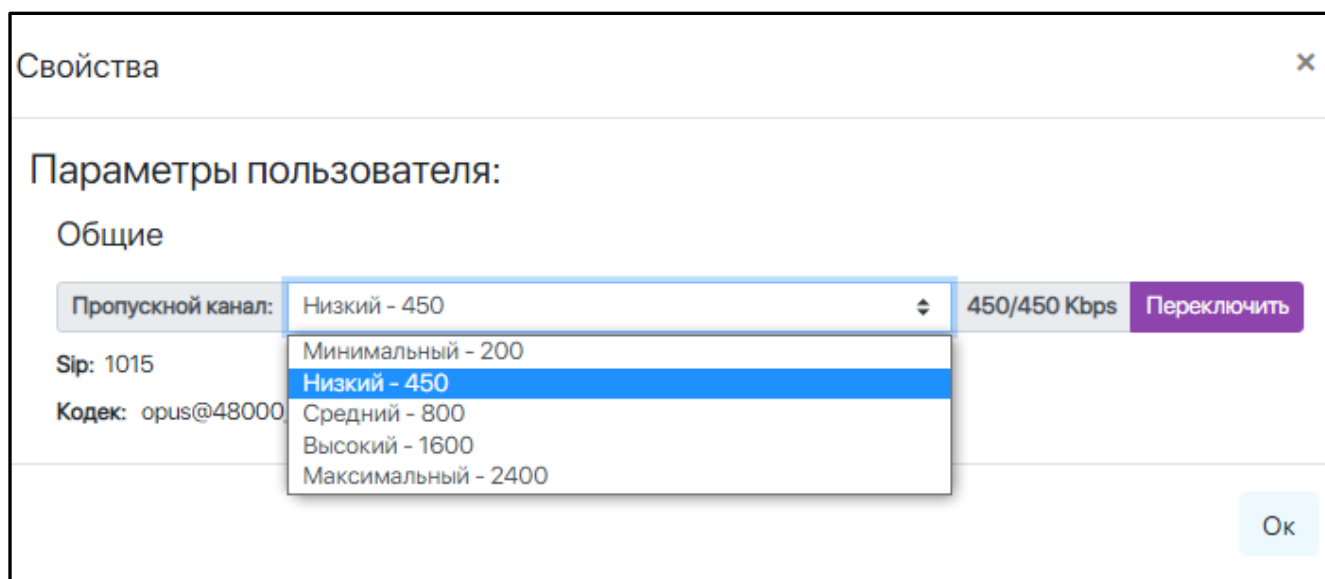 Свойства ×
Параметры пользователя:
Общие
Пропускной канал: Низкий - 450 450/450 Kbps Переключить
Sip: 1015
Минимальный - 200
Низкий - 450
Кодек: opus@48000
Средний - 800
Высокий - 1600
Максимальный - 2400
Ок